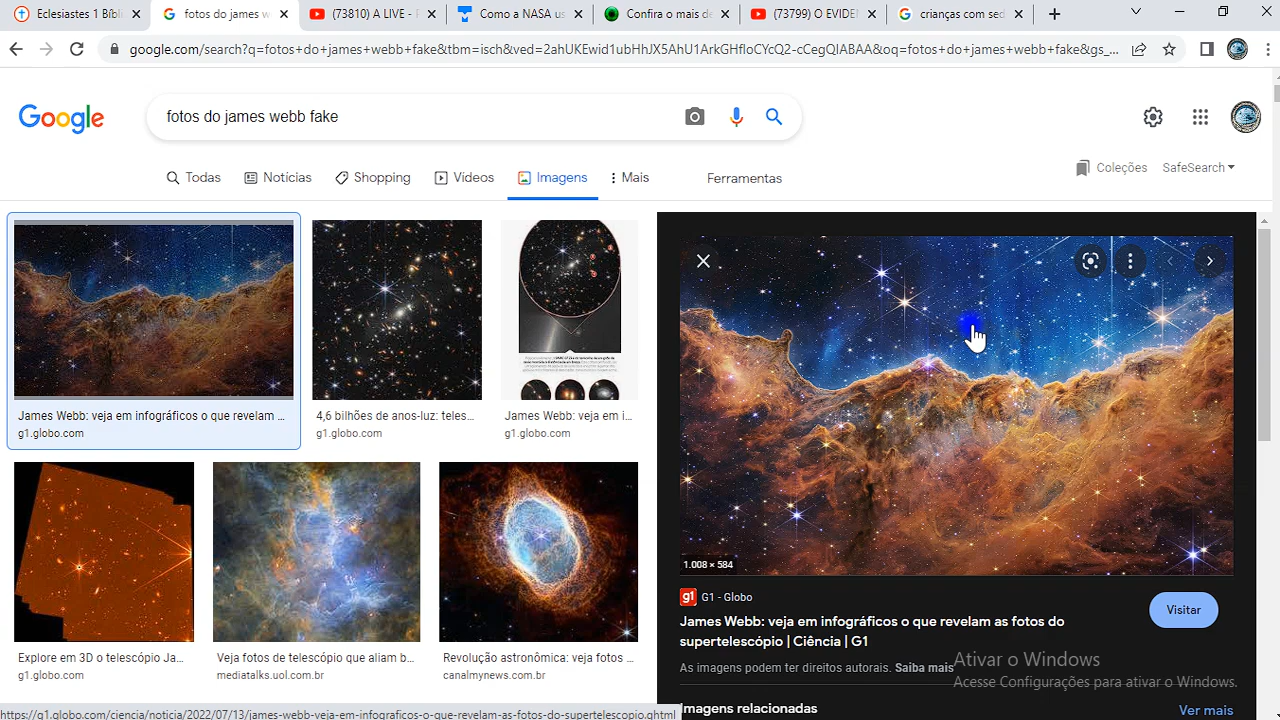 Eclesiastes 1 Bíbli
fotos do james w
(73810) A LIVE - F
Como a NASA us
Confira o mais de
(73799) O EVIDE
crianças com sed
google.com/search?q=fotos+do+james+webb+fake&tbm=isch&ved=2ahUKEwid1ubHhJX5AhU1ArkGHfloCYcQ2-cCegQIABAA&oq=fotos+do+james+webb+fake&gs_...
Google
fotos do james webb fake
Coleções
SafeSearch
Todas
Notícias
Shopping
Vídeos
Imagens
Mais
Ferramentas
James Webb: veja em infográficos o que revelam ...
g1.globo.com
4,6 bilhões de anos-luz: teles...
g1.globo.com
James Webb: veja em i...
g1.globo.com
1.008 × 584
g1 G1 - Globo
James Webb: veja em infográficos o que revelam as fotos do
supertelescópio | Ciência | G1
Visitar
As imagens podem ter direitos autorais. Saiba mais
Explore em 3D o telescópio Ja...
g1.globo.com
Veja fotos de telescópio que aliam b...
mediatalks.uol.com.br
Revolução astronômica: veja fotos ...
canalmynews.com.br
Ativar o Windows
Acesse Configurações para ativar o Windows.
Imagens relacionadas
Ver mais
https://g1.globo.com/ciencia/noticia/2022/07/13/james-webb-veja-em-infograficos-o-que-revelam-as-fotos-do-supertelescopio.ghtml